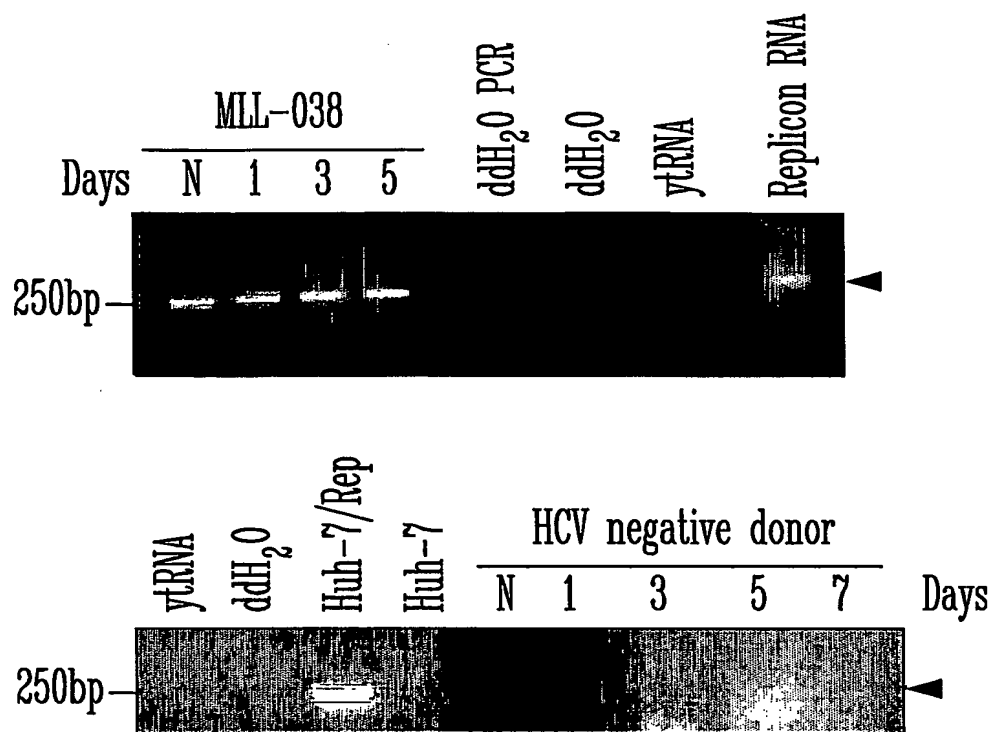 MLL-038
Days N 1 3 5
ddH2O PCR
ddH2O
ytRNA
Replicon RNA
250bp
ytRNA
ddH2O
Huh-7/Rep
Huh-7
HCV negative donor
N 1 3 5 7 Days
250bp